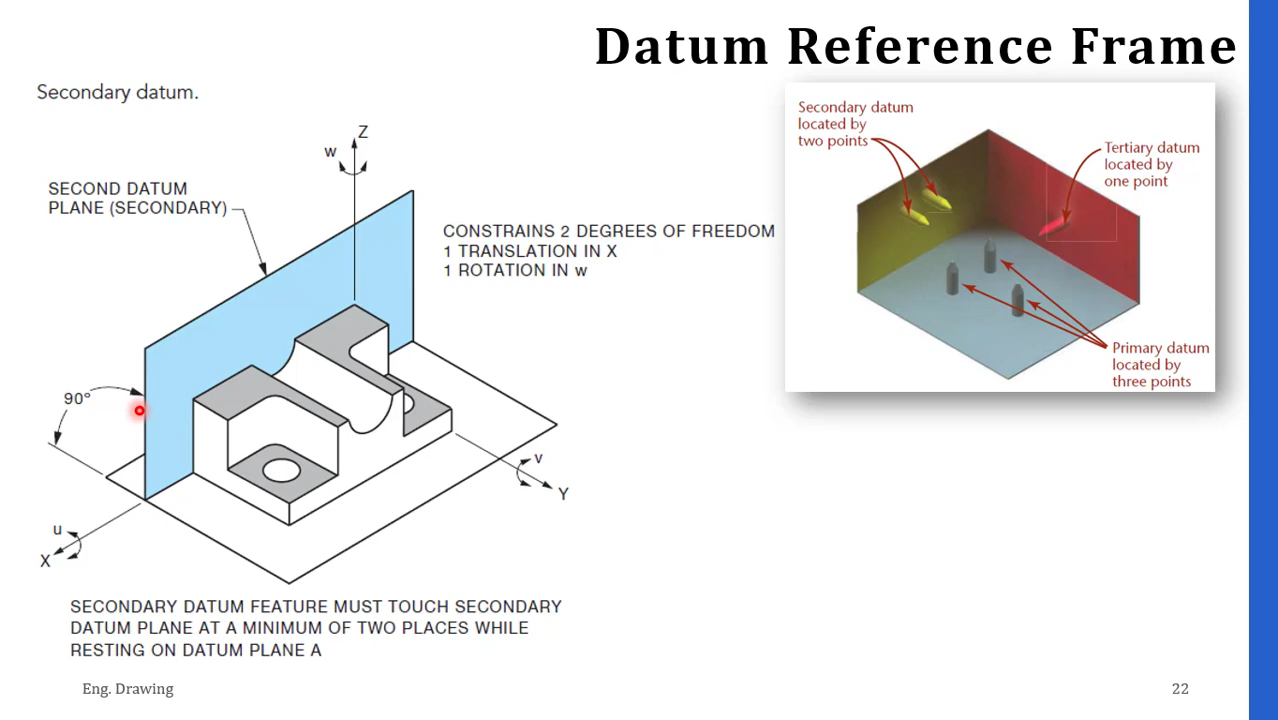 Datum Reference Frame
Secondary datum.
Z
w
SECOND DATUM
PLANE (SECONDARY)
CONSTRAINS 2 DEGREES OF FREEDOM
1 TRANSLATION IN X
1 ROTATION IN w
90°
v
Y
u
X
SECONDARY DATUM FEATURE MUST TOUCH SECONDARY
DATUM PLANE AT A MINIMUM OF TWO PLACES WHILE
RESTING ON DATUM PLANE A
Secondary datum
located by
two points
Tertiary datum
located by
one point
Primary datum
located by
three points
Eng. Drawing
22